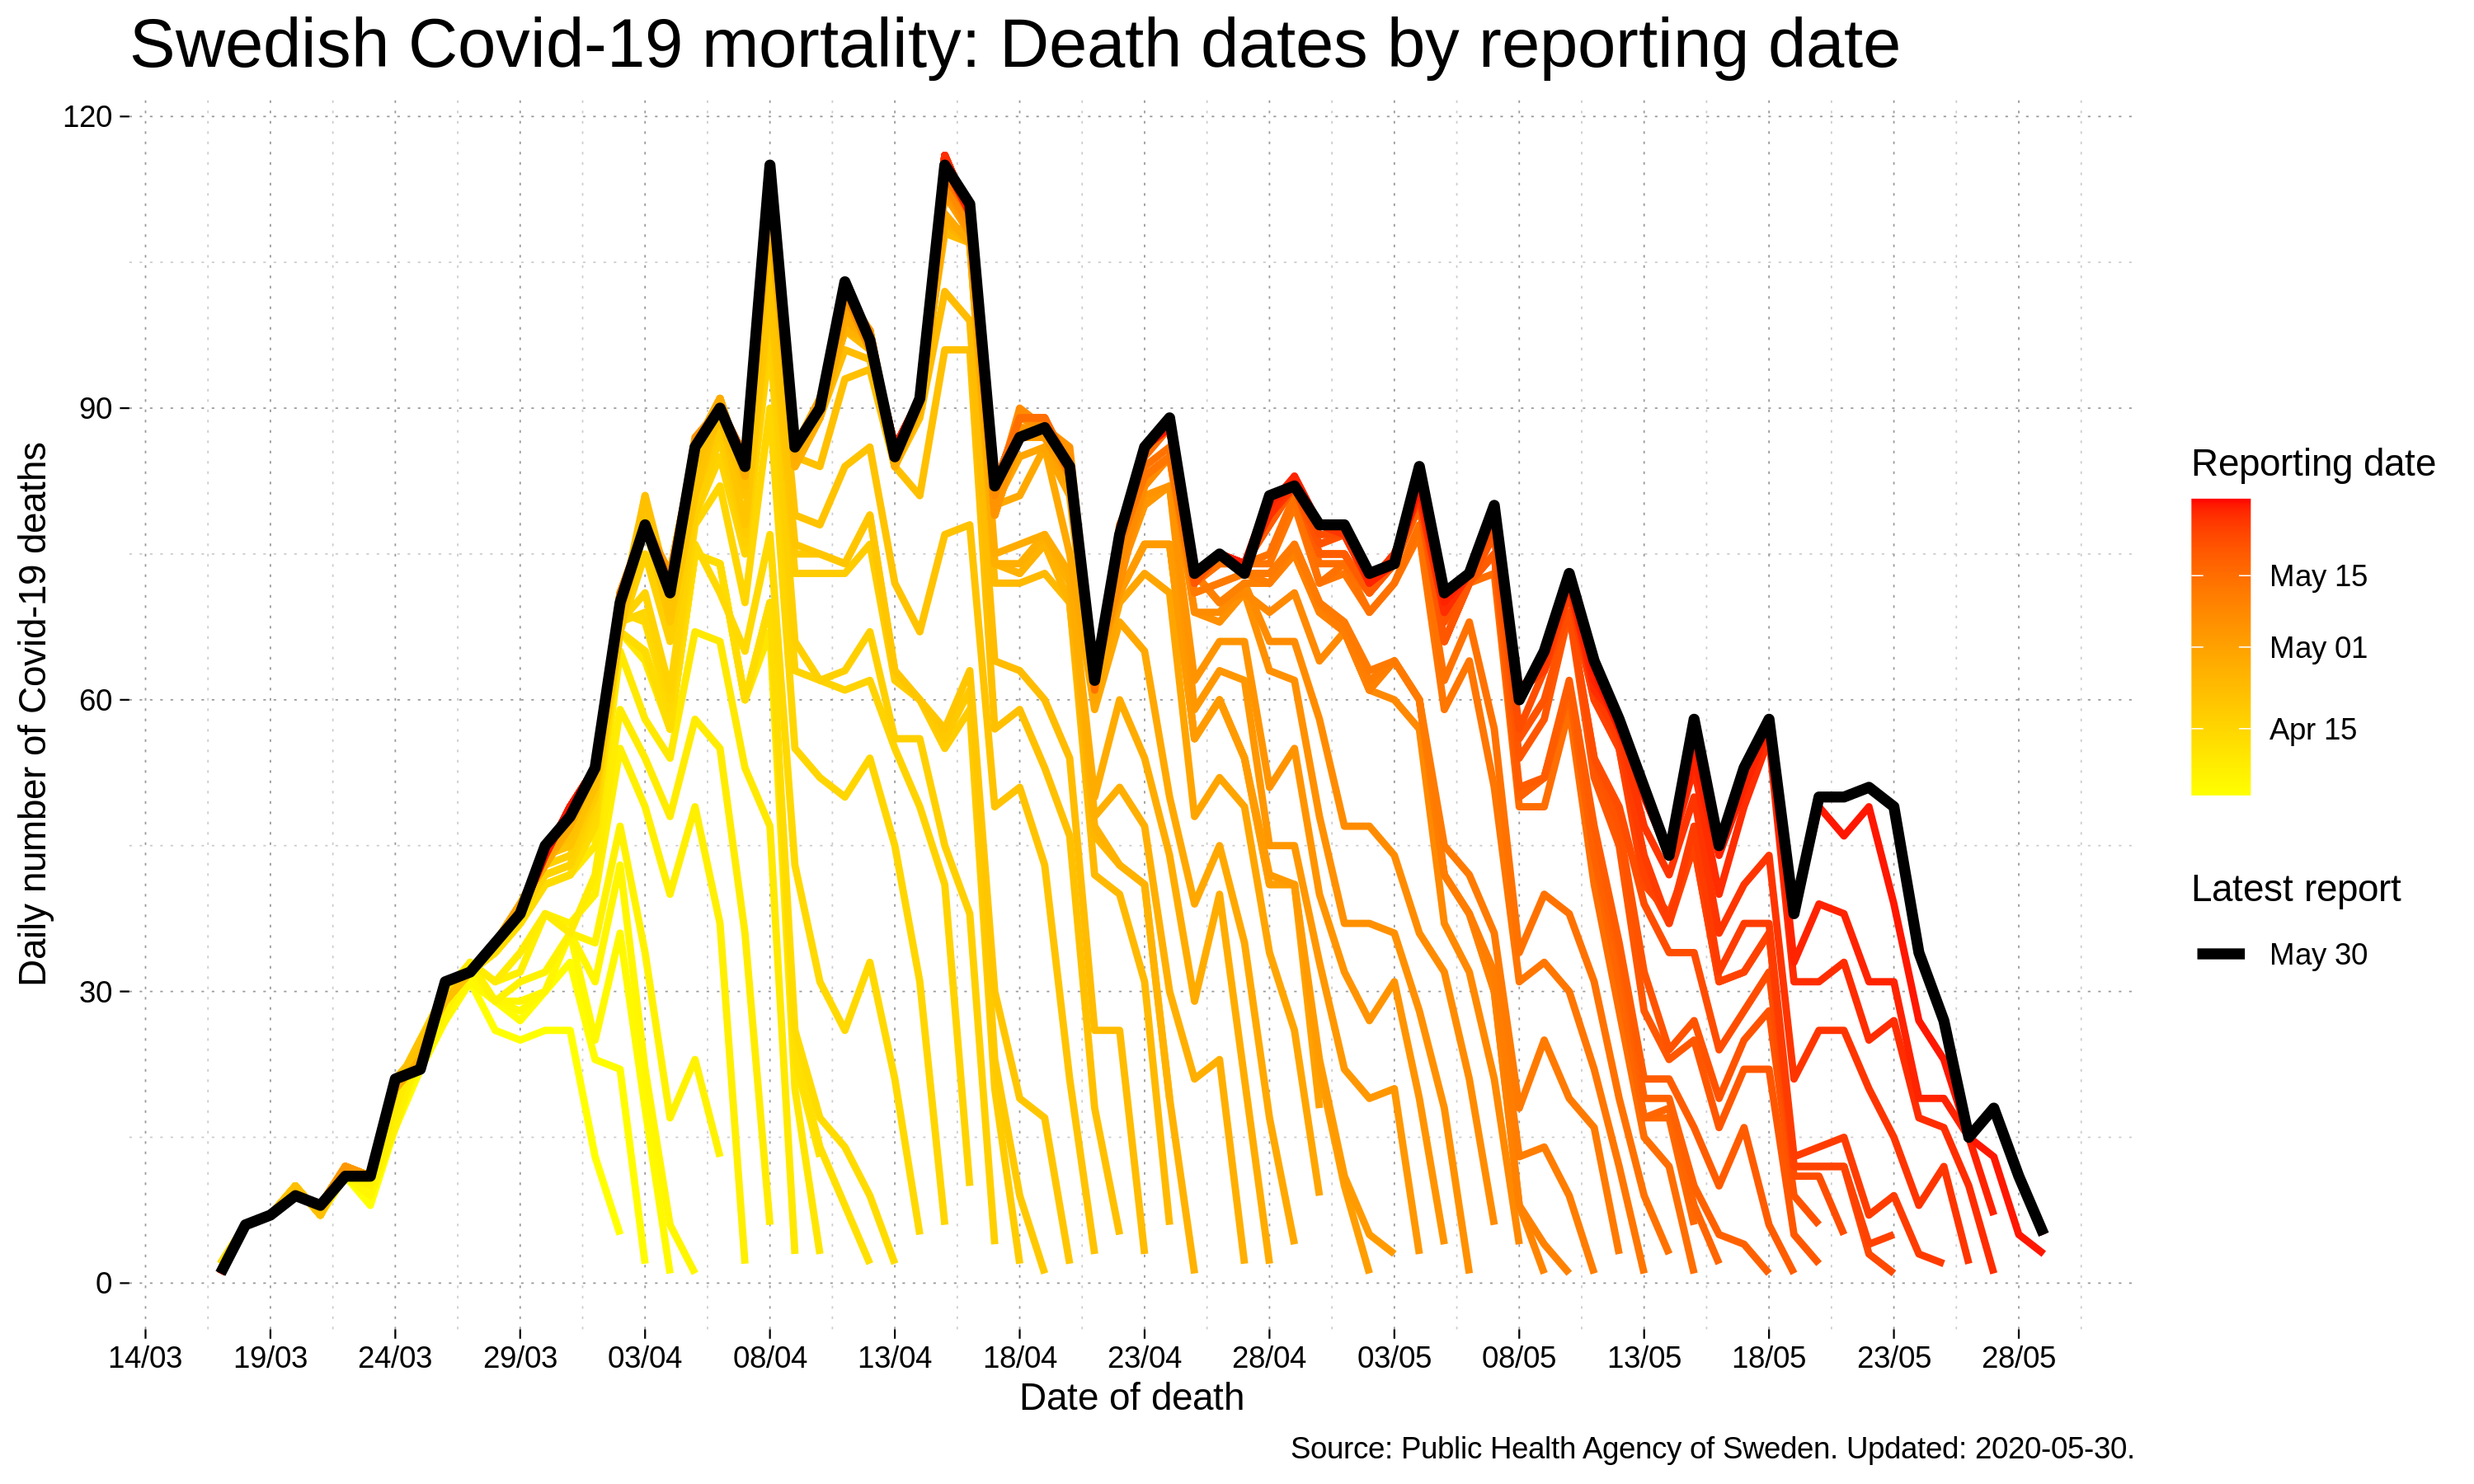 Swedish Covid-19 mortality: Death dates by reporting date
Daily number of Covid-19 deaths
120
90
60
30
0
14/03 19/03 24/03 29/03 03/04 08/04 13/04 18/04 23/04 28/04 03/05 08/05 13/05 18/05 23/05 28/05
Date of death
Reporting date
May 15
May 01
Apr 15
Latest report
May 30
Source: Public Health Agency of Sweden. Updated: 2020-05-30.